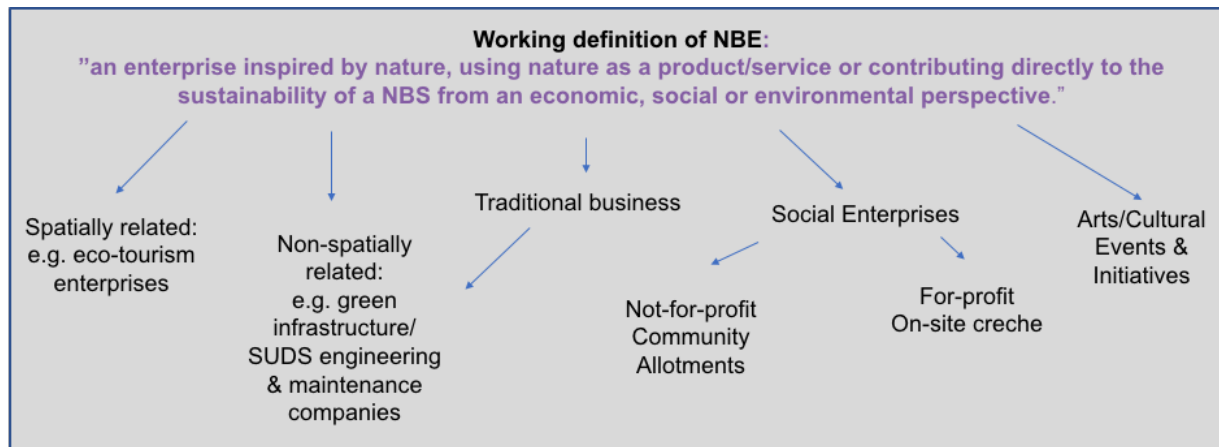 Working definition of NBE:
”an enterprise inspired by nature, using nature as a product/service or contributing directly to the
sustainability of a NBS from an economic, social or environmental perspective.”
Spatially related:
e.g. eco-tourism
enterprises
Non-spatially
related:
e.g. green
infrastructure/
SUDS engineering
& maintenance
companies
Traditional business
Social Enterprises
Not-for-profit
Community
Allotments
For-profit
On-site creche
Arts/Cultural
Events &
Initiatives